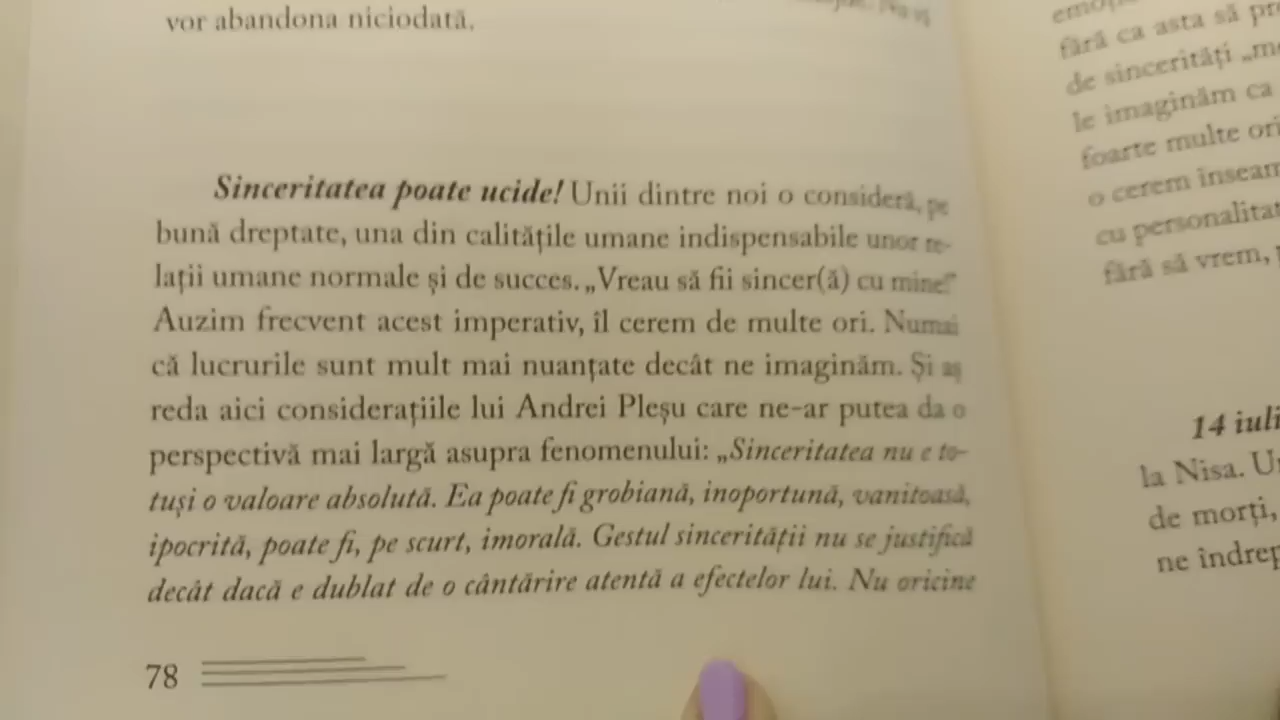 vor abandona niciodată.
Sinceritatea poate ucide! Unii dintre noi o consideră, pe
bună dreptate, una din calitățile umane indispensabile unor re-
lații umane normale și de succes. „Vreau să fii sincer(ă) cu mine!”
Auzim frecvent acest imperativ, îl cerem de multe ori. Numai
că lucrurile sunt mult mai nuanțate decât ne imaginăm. Și aș
reda aici considerațiile lui Andrei Pleșu care ne-ar putea da o
perspectivă mai largă asupra fenomenului: „Sinceritatea nu e to-
tuși o valoare absolută. Ea poate fi grobiană, inoportună, vanitoasă,
ipocrită, poate fi, pe scurt, imorală. Gestul sincerității nu se justifică
decât dacă e dublat de o cântărire atentă a efectelor lui. Nu oricine
78
fără ca asta să
de sincerități
le imaginăm ca
foarte multe ori
o cerem
cu
fără să vrem,
14
la Nisa.
de morți,
ne